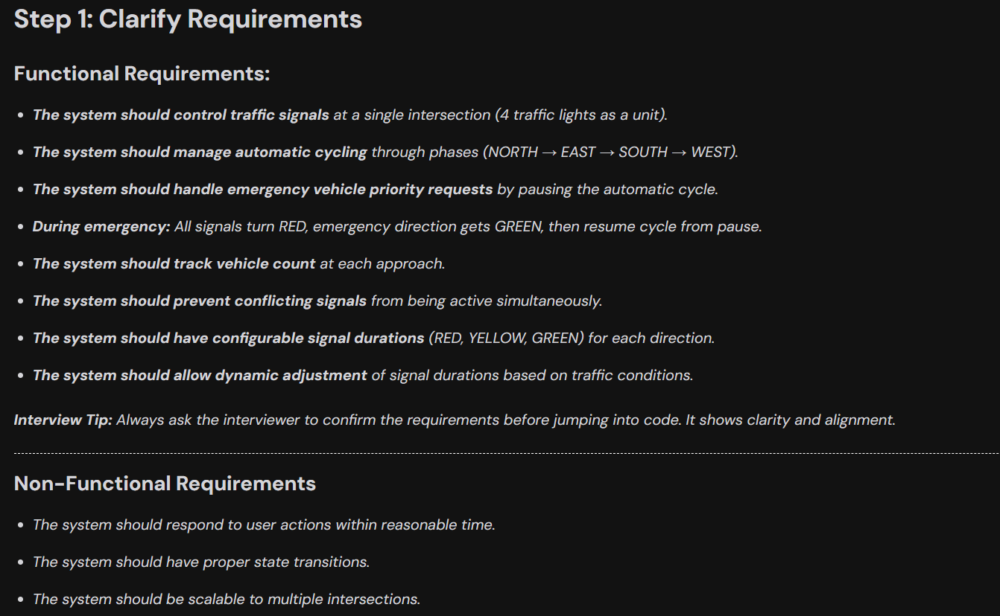 Step 1: Clarify Requirements
Functional Requirements:
• The system should control traffic signals at a single intersection (4 traffic lights as a unit).
• The system should manage automatic cycling through phases (NORTH → EAST → SOUTH → WEST).
• The system should handle emergency vehicle priority requests by pausing the automatic cycle.
• During emergency: All signals turn RED, emergency direction gets GREEN, then resume cycle from pause.
• The system should track vehicle count at each approach.
• The system should prevent conflicting signals from being active simultaneously.
• The system should have configurable signal durations (RED, YELLOW, GREEN) for each direction.
• The system should allow dynamic adjustment of signal durations based on traffic conditions.
Interview Tip: Always ask the interviewer to confirm the requirements before jumping into code. It shows clarity and alignment.
Non-Functional Requirements
• The system should respond to user actions within reasonable time.
• The system should have proper state transitions.
• The system should be scalable to multiple intersections.